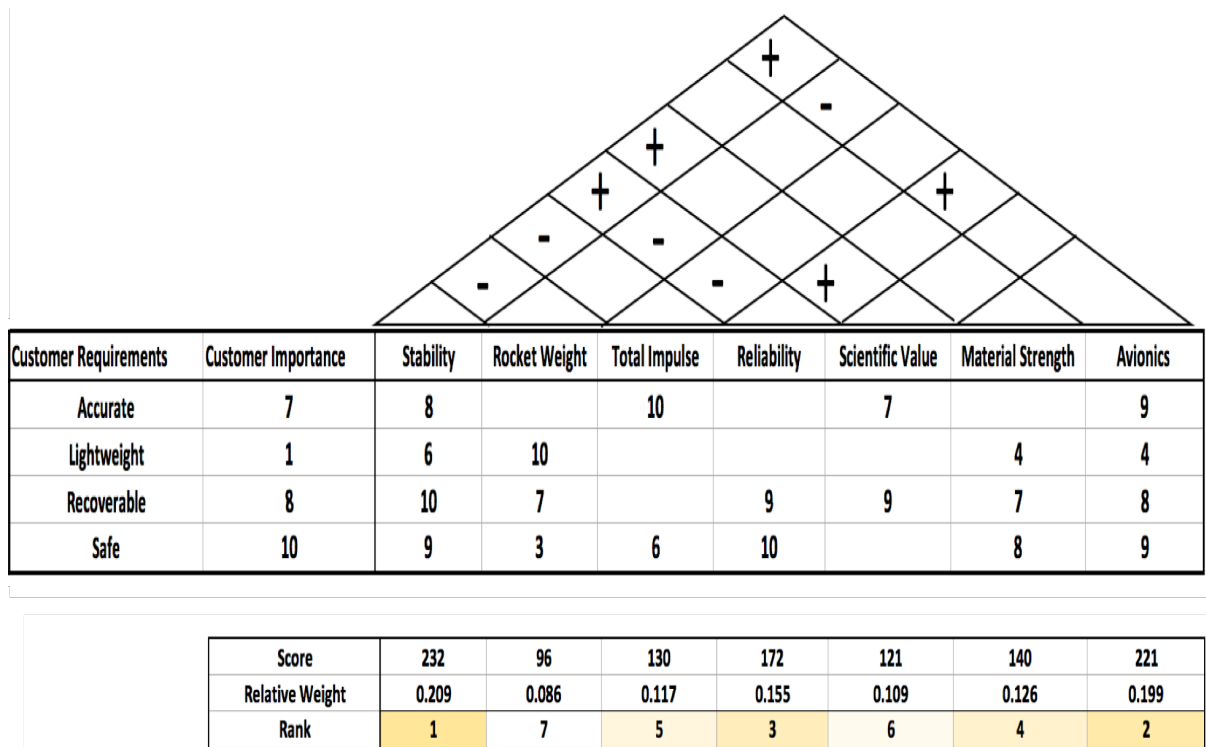 +
-
+
+ +
- -
- - +
Customer Requirements Customer Importance Stability Rocket Weight Total Impulse Reliability Scientific Value Material Strength Avionics
Accurate 7 8 10 7 9
Lightweight 1 6 10 4 4
Recoverable 8 10 7 9 9 7 8
Safe 10 9 3 6 10 8 9
Score 232 96 130 172 121 140 221
Relative Weight 0.209 0.086 0.117 0.155 0.109 0.126 0.199
Rank 1 7 5 3 6 4 2